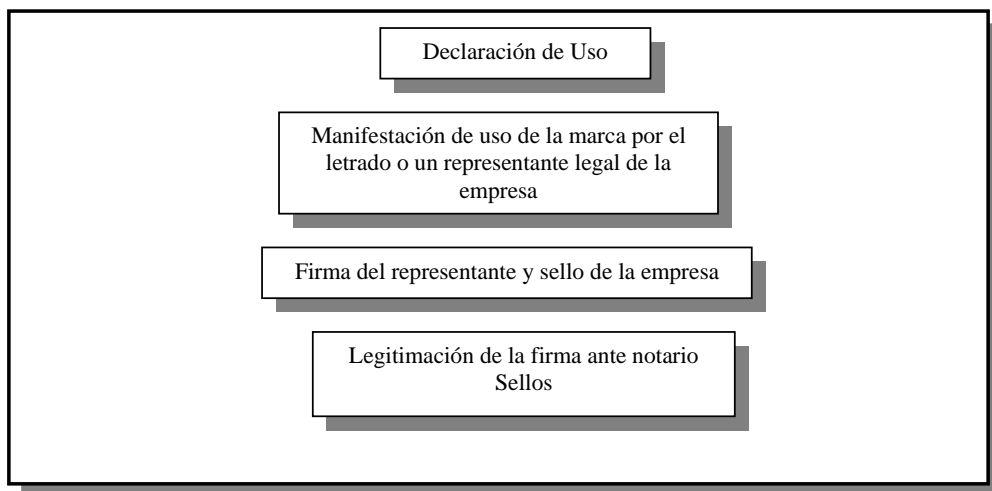 Declaración de Uso
Manifestación de uso de la marca por el
letrado o un representante legal de la
empresa
Firma del representante y sello de la empresa
Legitimación de la firma ante notario
Sellos